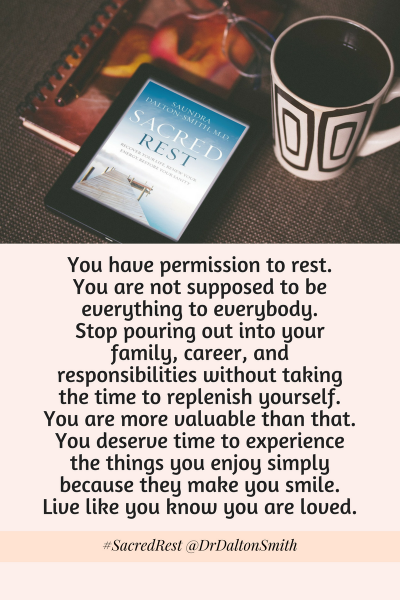 SAUNDRA
DALTON-SMITH, M.D.
SACRED
REST
RECOVER YOUR LIFE, RENEW YOUR
ENERGY, RESTORE YOUR SANITY
You have permission to rest.
You are not supposed to be
everything to everybody.
Stop pouring out into your
family, career, and
responsibilities without taking
the time to replenish yourself.
You are more valuable than that.
You deserve time to experience
the things you enjoy simply
because they make you smile.
Live like you know you are loved.
#SacredRest @DrDaltonSmith